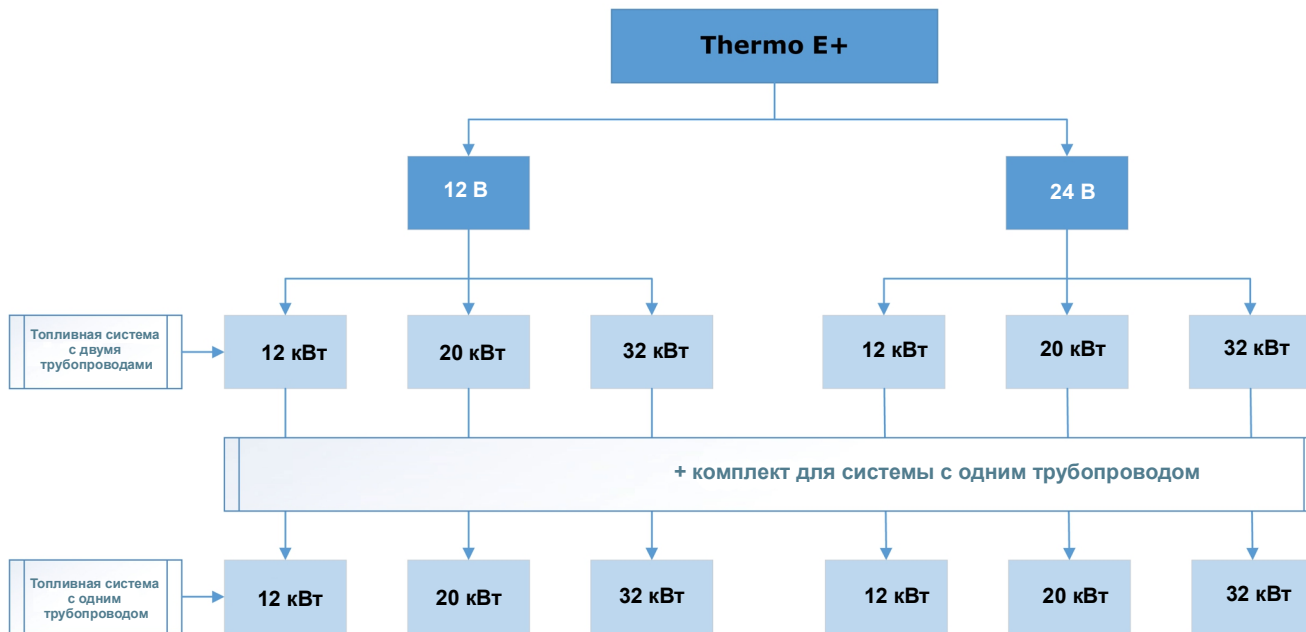 Thermo E+
12 В
24 В
Топливная система
с двумя
трубопроводами
12 кВт
20 кВт
32 кВт
12 кВт
20 кВт
32 кВт
+ комплект для системы с одним трубопроводом
Топливная система
с одним
трубопроводом
12 кВт
20 кВт
32 кВт
12 кВт
20 кВт
32 кВт